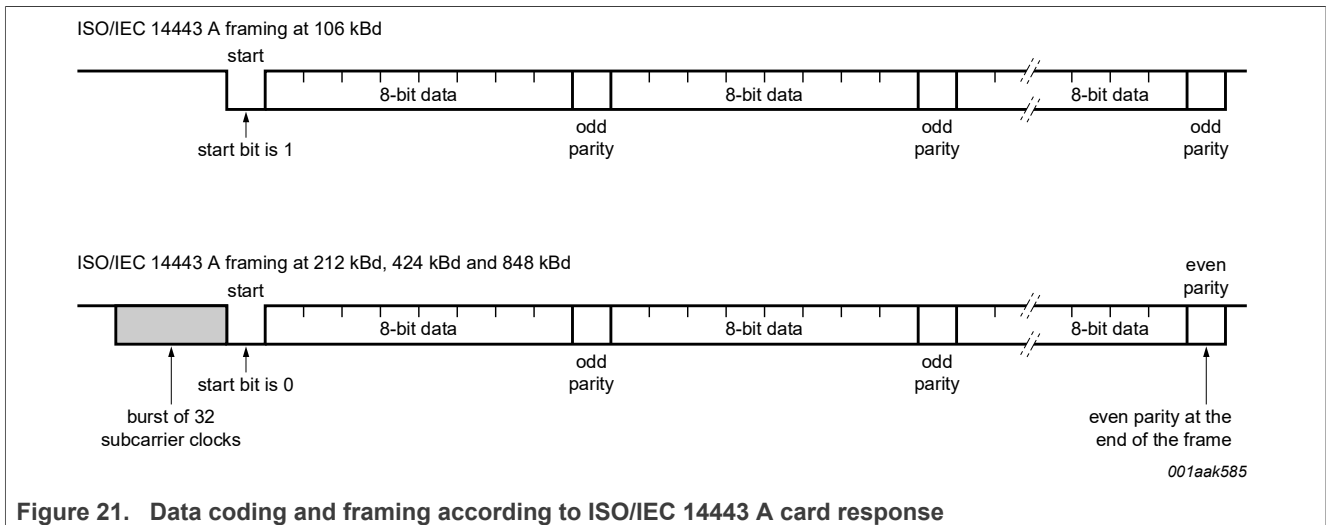 ISO/IEC 14443 A framing at 106 kBd
start
8-bit data
8-bit data
8-bit data
odd
parity
odd
parity
odd
parity
start bit is 1
ISO/IEC 14443 A framing at 212 kBd, 424 kBd and 848 kBd
even
parity
start
8-bit data
8-bit data
8-bit data
odd
parity
odd
parity
start bit is 0
burst of 32
subcarrier clocks
even parity at the
end of the frame
001aak585
Figure 21. Data coding and framing according to ISO/IEC 14443 A card response